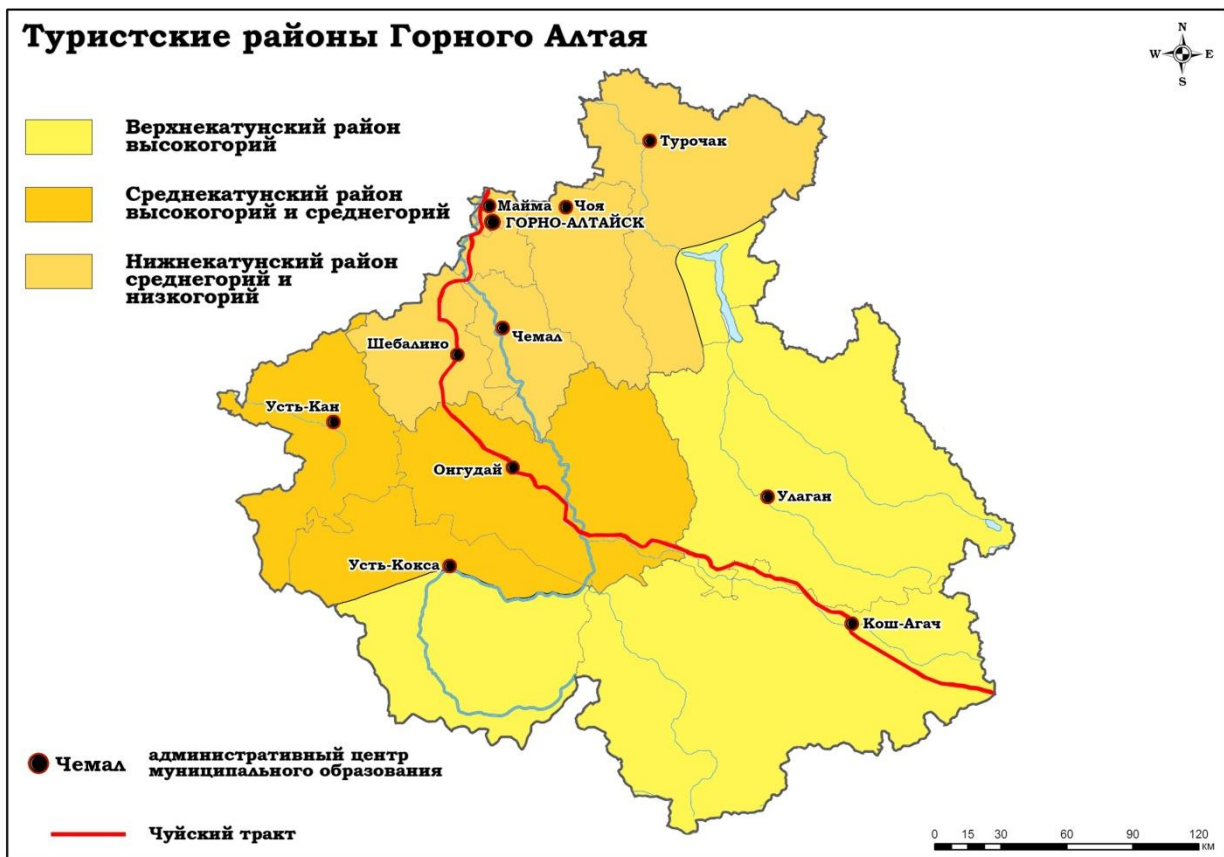 Туристские районы Горного Алтая
N
W E
S
Верхнекатунский район
высокогорий
Среднекатунский район
высокогорий и среднегорий
Нижнекатунский район
среднегорий и
низкогорий
Турочак
Майма
Чоя
ГОРНО-АЛТАЙСК
Чемал
Шебалино
Усть-Кан
Онгудай
Улаган
Усть-Кокса
Кош-Агач
Чемал
административный центр
муниципального образования
Чуйский тракт
0 15 30 60 90 120
КМ